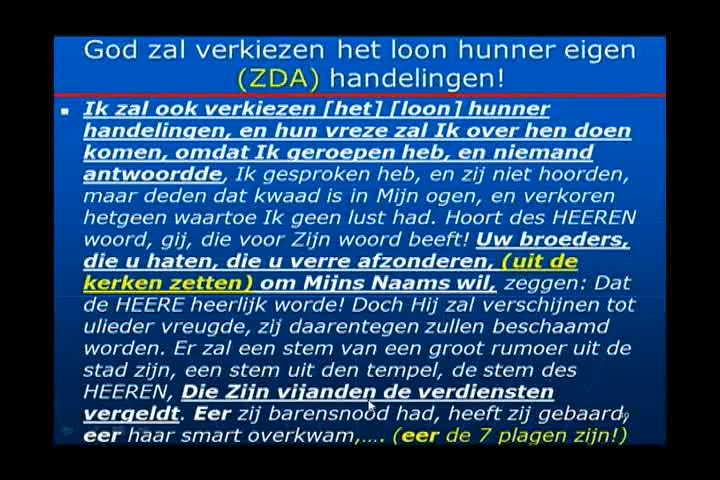 God zal verkiezen het loon hunner eigen
(ZDA) handelingen!
Ik zal ook verkiezen [het] [loon] hunner
handelingen, en hun vreze zal Ik over hen doen
komen, omdat Ik geroepen heb, en niemand
antwoordde, Ik gesproken heb, en zij niet hoorden,
maar deden dat kwaad is in Mijn ogen, en verkoren
hetgeen waartoe Ik geen lust had. Hoort des HEEREN
woord, gij, die voor Zijn woord beeft! Uw broeders,
die u haten, die u verre afzonderen, (uit de
kerken zetten) om Mijns Naams wil, zeggen: Dat
de HEERE heerlijk worde! Doch Hij zal verschijnen tot
ulieder vreugde, zij daarentegen zullen beschaamd
worden. Er zal een stem van een groot rumoer uit de
stad zijn, een stem uit den tempel, de stem des
HEEREN, Die Zijn vijanden de verdiensten
vergeldt. Eer zij barensnood had, heeft zij gebaard,
eer haar smart overkwam,.... (eer de 7 plagen zijn!)